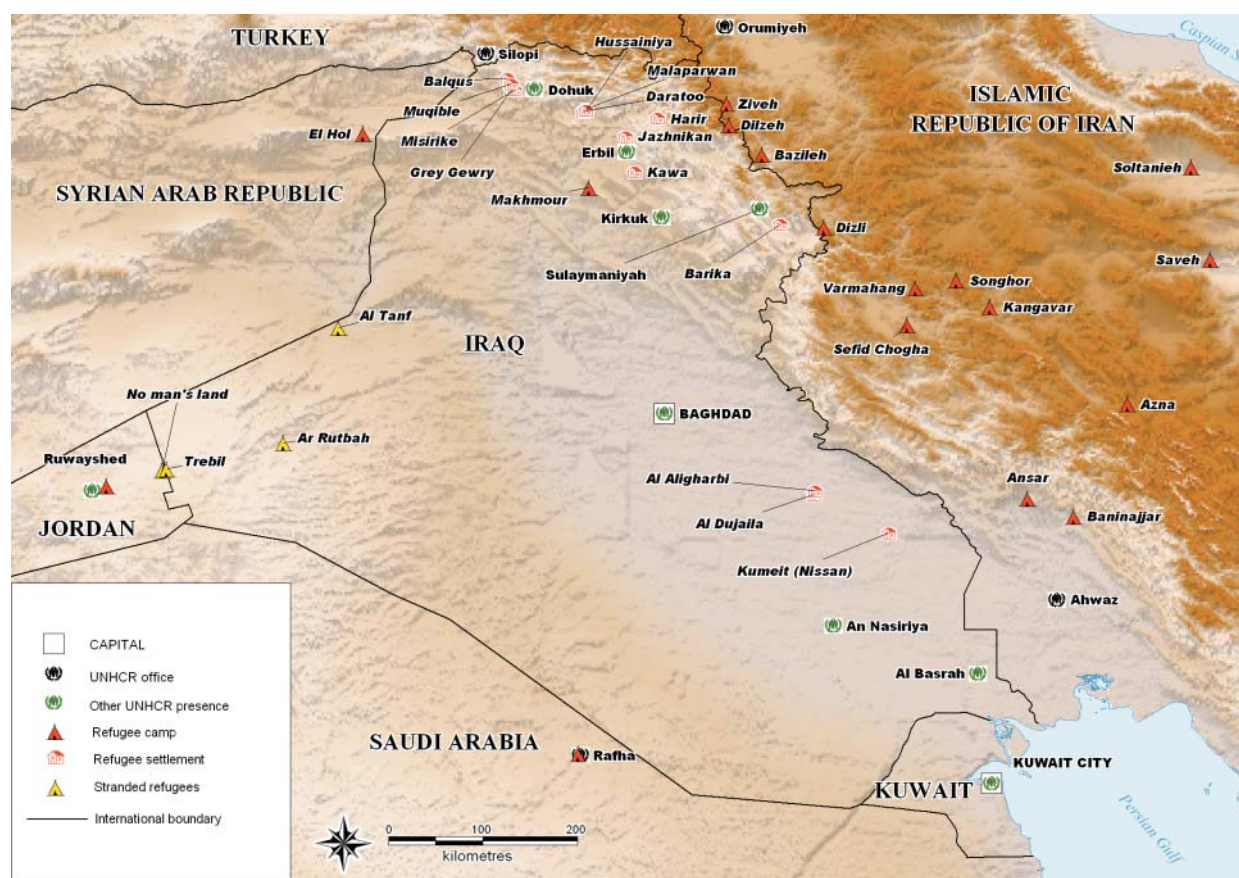 TURKEY
Silopi
Hussainiya
Orumiyeh
Caspian S
Balqus
Dohuk
Malaparwan
Muqible
Daratoo
Ziveh
ISLAMIC
REPUBLIC OF IRAN
El Hol
Misirike
Harir
Dilzeh
Jazhnikan
Grey Gewry
Erbil
Bazileh
Soltanieh
SYRIAN ARAB REPUBLIC
Kawa
Makhmour
Kirkuk
Dizli
Sulaymaniyah
Barika
Saveh
Varmahang
Songhor
Kangavar
Al Tanf
IRAQ
Sefid Chogha
No man's land
BAGHDAD
Azna
Ar Rutbah
Ruwayshed
Trebil
Al Aligharbi
Ansar
JORDAN
Al Dujaila
Baninajjar
Kumeit (Nissan)
Ahwaz
An Nasiriya
Al Basrah
SAUDI ARABIA
Rafha
KUWAIT CITY
KUWAIT
Persian Gulf
CAPITAL
UNHCR office
Other UNHCR presence
Refugee camp
Refugee settlement
Stranded refugees
International boundary
0 100 200
kilometres